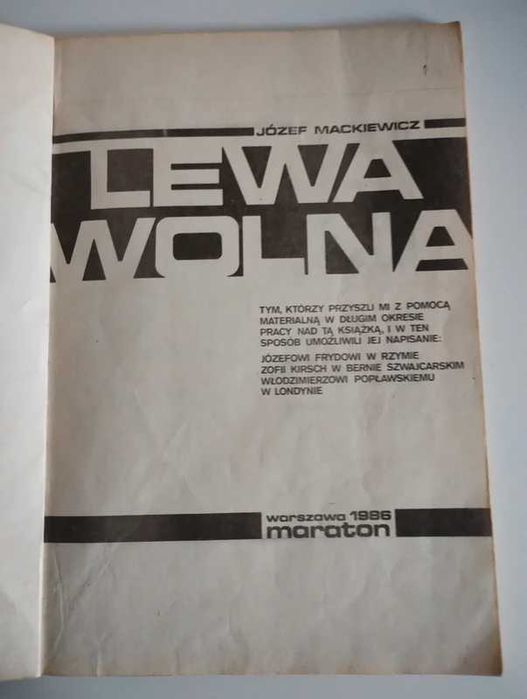 JÓZEF MACKIEWICZ
LEWA
WOLNA
TYM, KTÓRZY PRZYSZLI MI Z POMOCĄ
MATERIALNĄ W DŁUGIM OKRESIE
PRACY NAD TĄ KSIĄŻKĄ, I W TEN
SPOSÓB UMOŻLIWILI JEJ NAPISANIE:
JÓZEFOWI FRYDOWI W RZYMIE
ZOFII KIRSCH W BERNIE SZWAJCARSKIM
WŁODZIMIERZOWI POPŁAWSKIEMU
W LONDYNIE
warszawa 1986
maraton